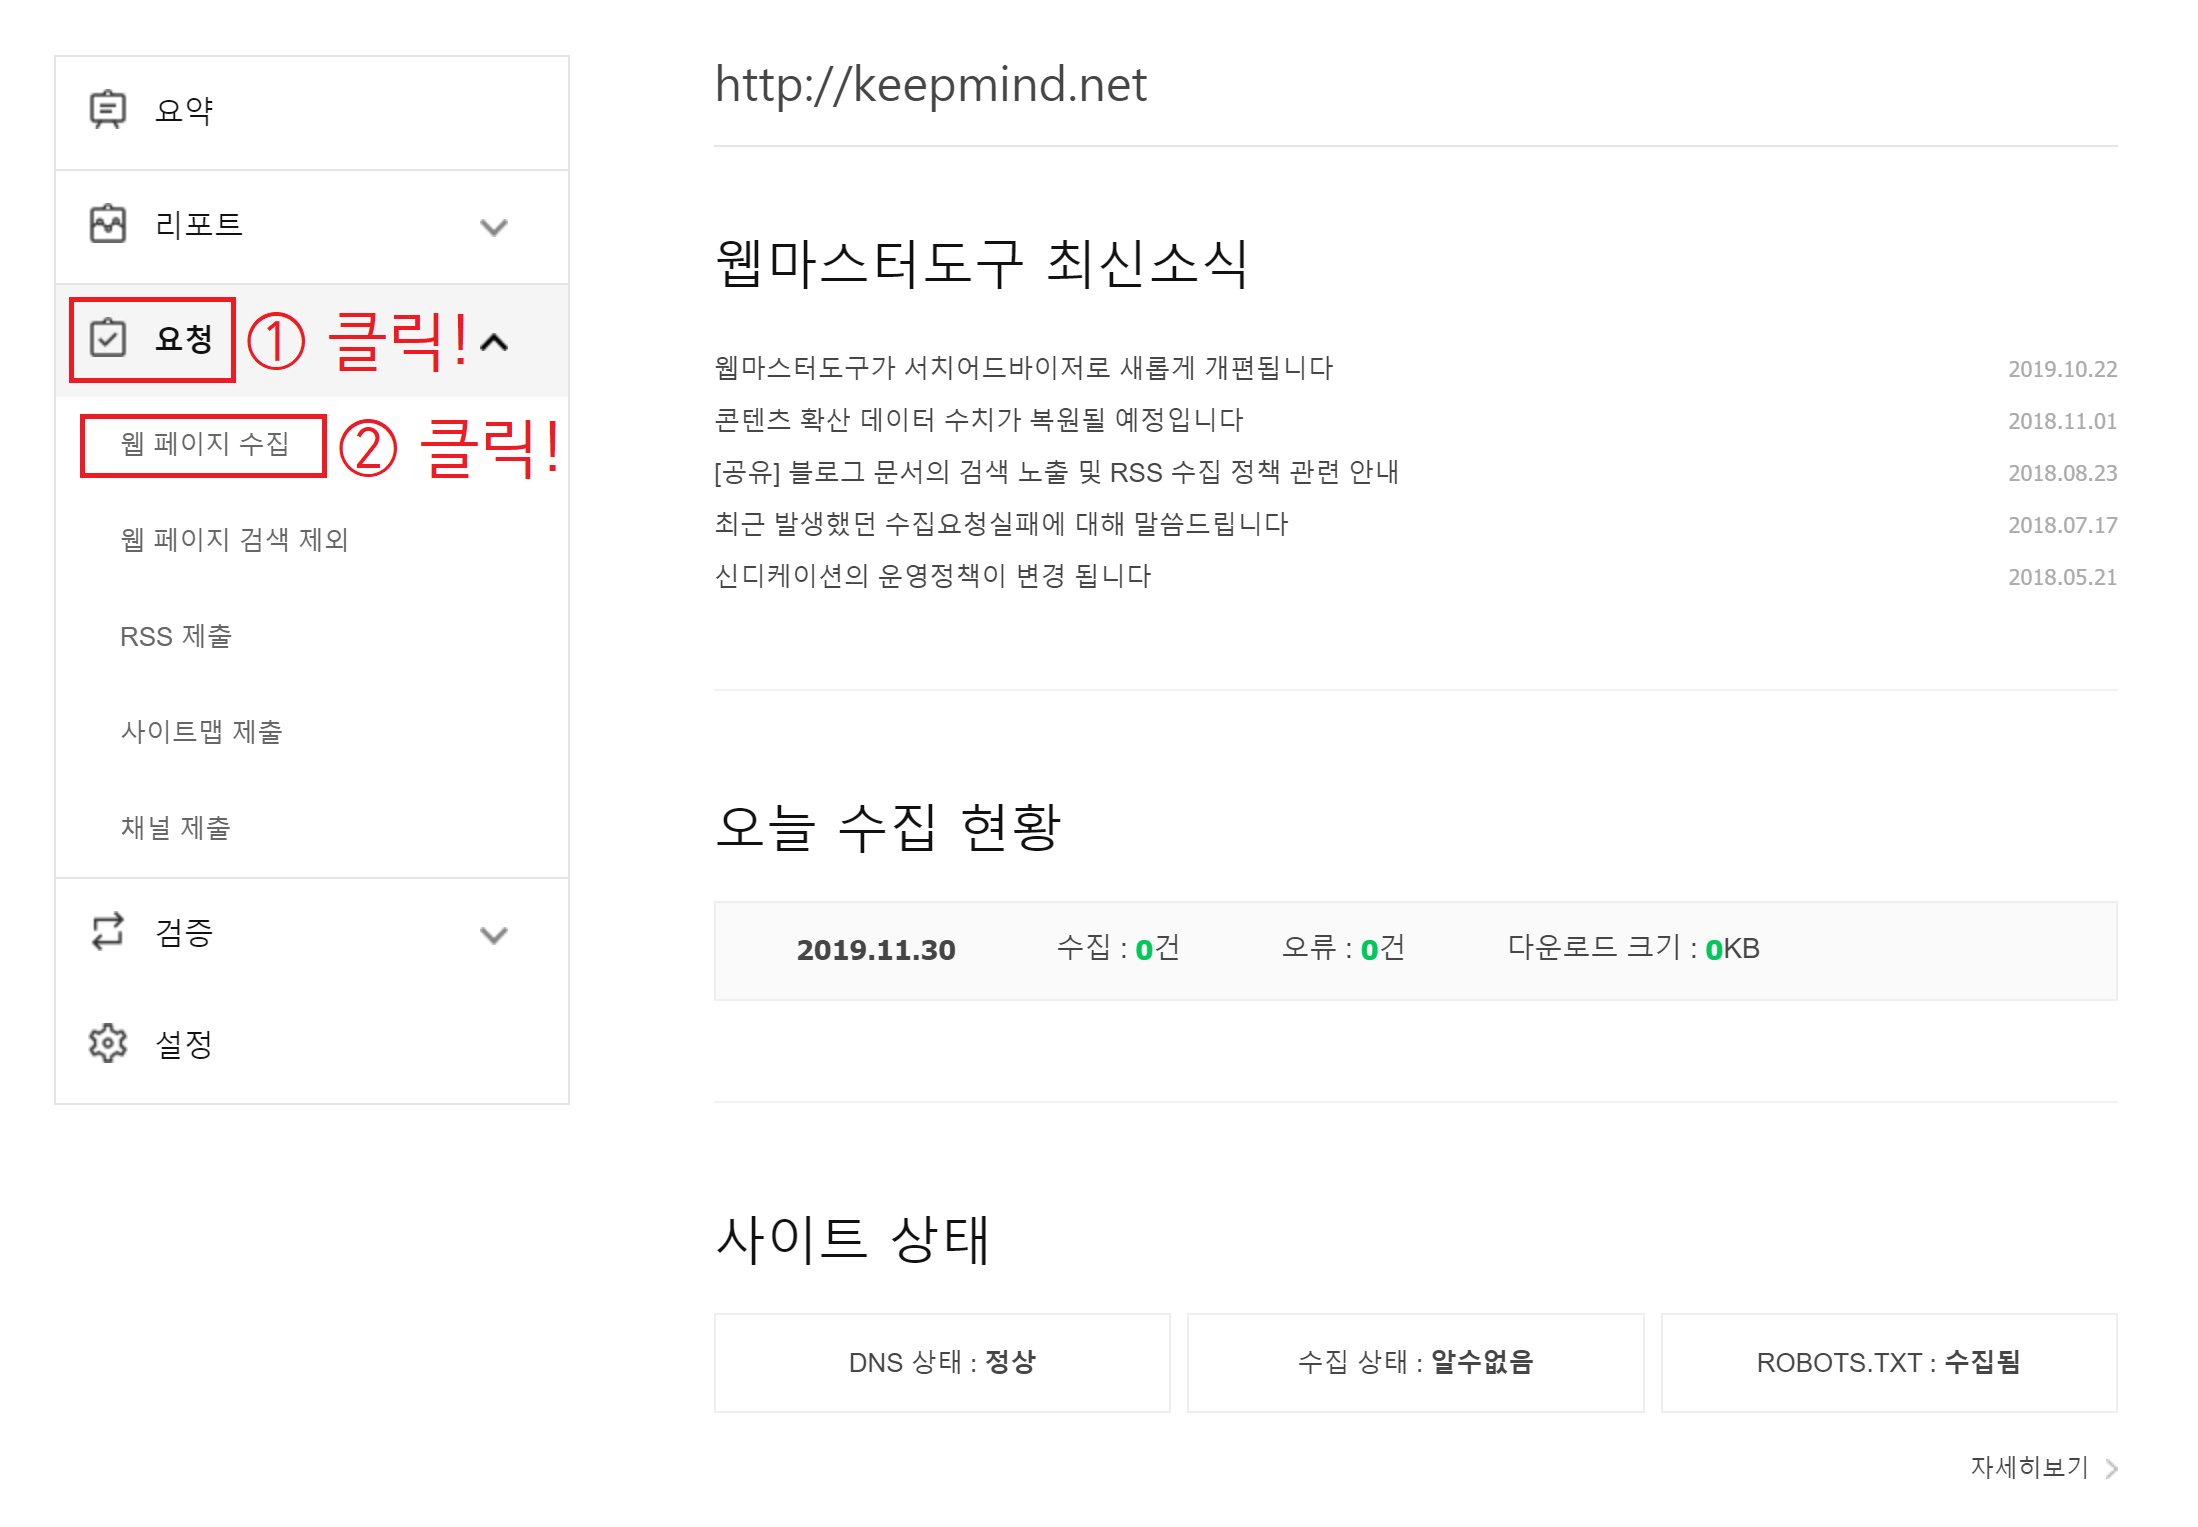 요약
리포트
요청 ① 클릭!
웹 페이지 수집 ② 클릭!
웹 페이지 검색 제외
RSS 제출
사이트맵 제출
채널 제출
검증
설정
http://keepmind.net
웹마스터도구 최신소식
웹마스터도구가 서치어드바이저로 새롭게 개편됩니다 2019.10.22
콘텐츠 확산 데이터 수치가 복원될 예정입니다 2018.11.01
[공유] 블로그 문서의 검색 노출 및 RSS 수집 정책 관련 안내 2018.08.23
최근 발생했던 수집요청실패에 대해 말씀드립니다 2018.07.17
신디케이션의 운영정책이 변경 됩니다 2018.05.21
오늘 수집 현황
2019.11.30 수집 : 0건 오류 : 0건 다운로드 크기 : 0KB
사이트 상태
DNS 상태 : 정상 수집 상태 : 알수없음 ROBOTS.TXT : 수집됨
자세히보기